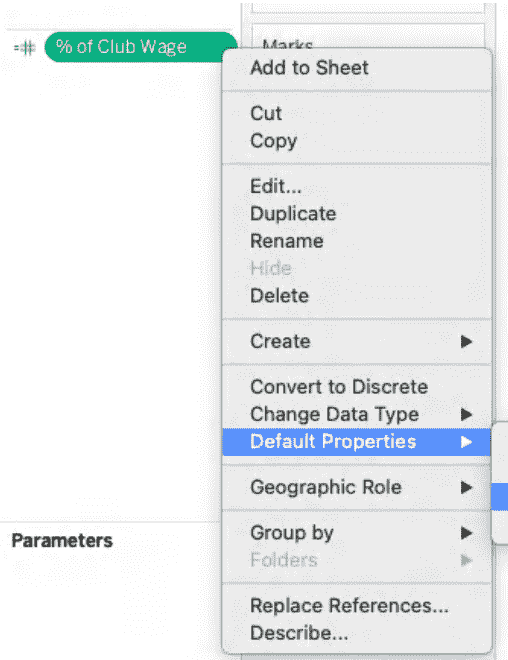 =# % of Club Wage
Marks
Add to Sheet
Cut
Copy
Edit...
Duplicate
Rename
Hide
Delete
Create
Convert to Discrete
Change Data Type
Default Properties
Geographic Role
Group by
Folders
Replace References...
Describe...
Parameters